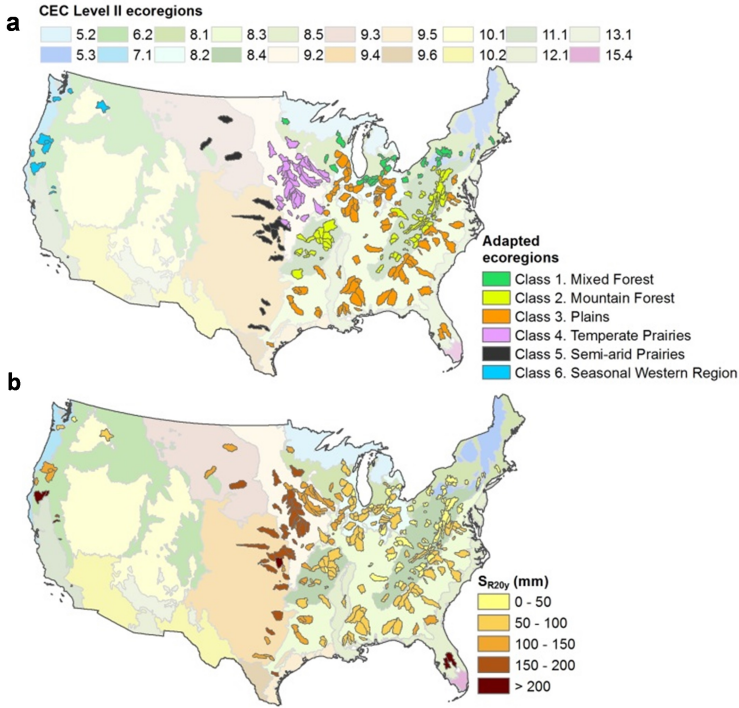 a
CEC Level II ecoregions
5.2 6.2 8.1 8.3 8.5 9.3 9.5 10.1 11.1 13.1
5.3 7.1 8.2 8.4 9.2 9.4 9.6 10.2 12.1 15.4
Adapted
ecoregions
Class 1. Mixed Forest
Class 2. Mountain Forest
Class 3. Plains
Class 4. Temperate Prairies
Class 5. Semi-arid Prairies
Class 6. Seasonal Western Region
b
SR20y (mm)
0 - 50
50 - 100
100 - 150
150 - 200
> 200